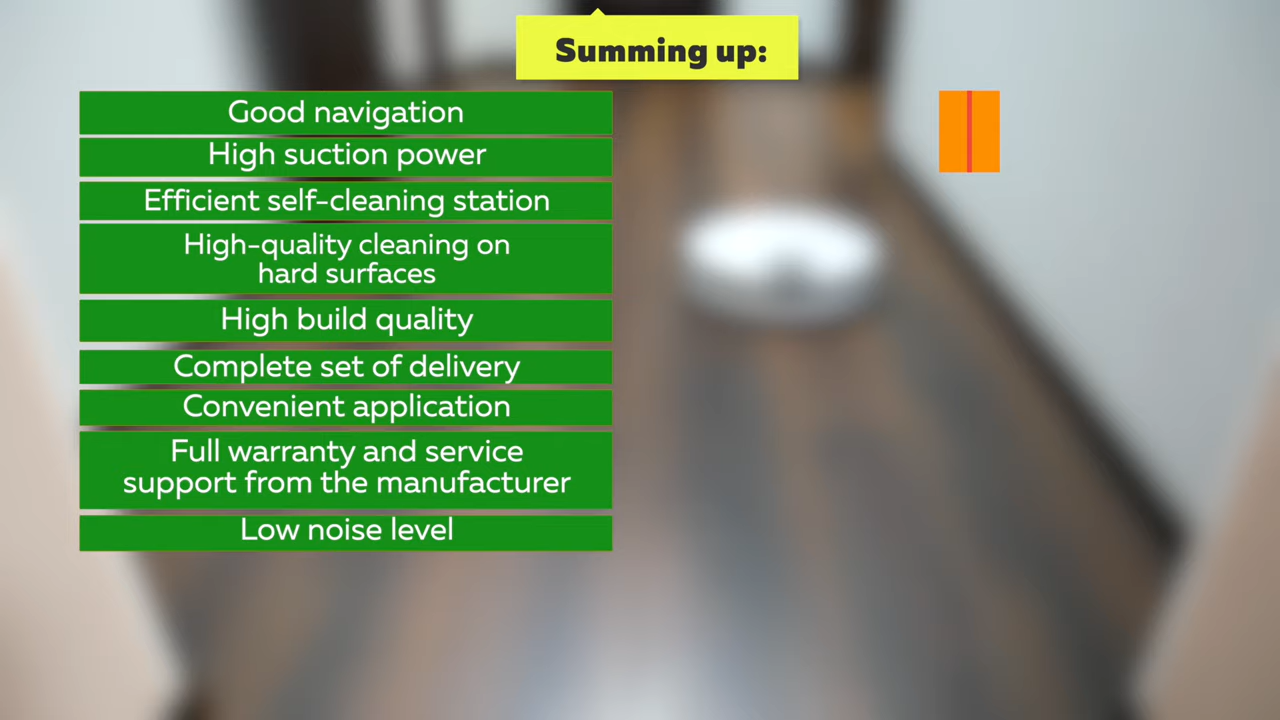 Summing up:
Good navigation
High suction power
Efficient self-cleaning station
High-quality cleaning on
hard surfaces
High build quality
Complete set of delivery
Convenient application
Full warranty and service
support from the manufacturer
Low noise level